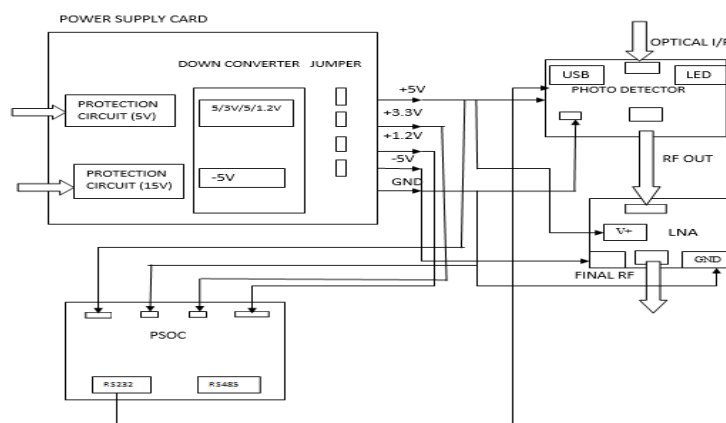 POWER SUPPLY CARD
OPTICAL I/P
DOWN CONVERTER
JUMPER
USB
LED
PHOTO DETECTOR
+5V
PROTECTION
CIRCUIT (5V)
5/3V/5/1.2V
+3.3V
+1.2V
-5V
RF OUT
PROTECTION
CIRCUIT (15V)
-5V
GND
V+
LNA
GND
FINAL RF
PSOC
RS232
RS485